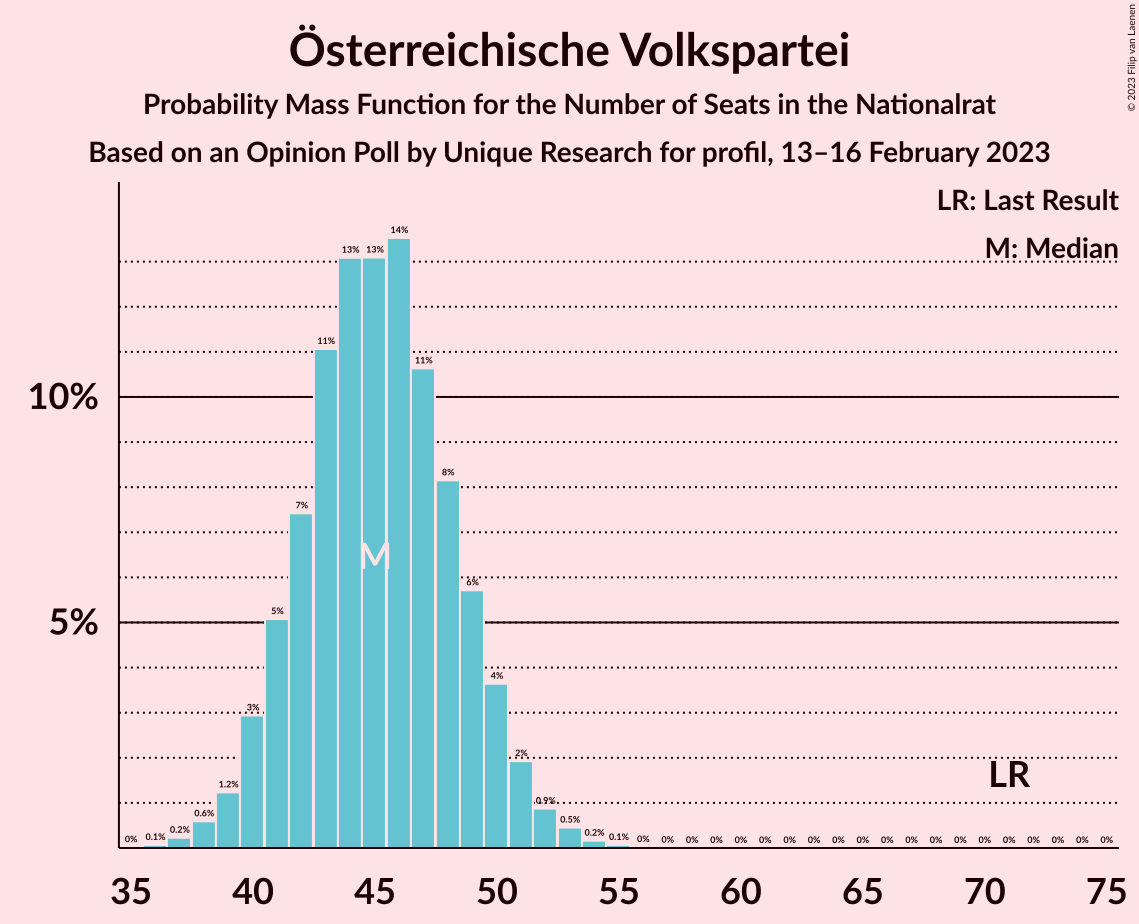 Österreichische Volkspartei
Probability Mass Function for the Number of Seats in the Nationalrat
Based on an Opinion Poll by Unique Research for profil, 13–16 February 2023
© 2023 Filip van Laenen
LR: Last Result
M: Median
10%
5%
0% 0.1% 0.2% 0.6% 1.2% 3% 5% 7% 11% 13% 13% 14% 11% 8% 6% 4% 2% 0.9% 0.5% 0.2% 0.1% 0% 0% 0% 0% 0% 0% 0% 0% 0% 0% 0% 0% 0% 0% 0% 0% 0% 0% 0% 0%
M
LR
35 40 45 50 55 60 65 70 75